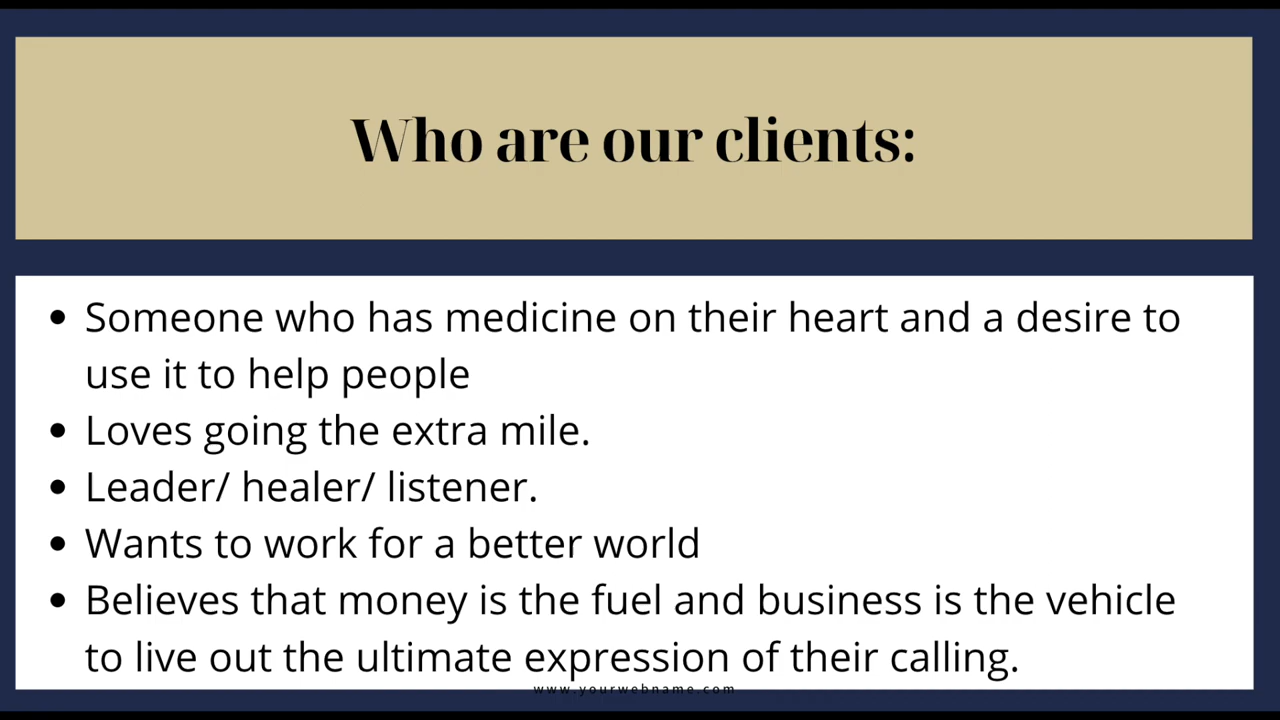 Who are our clients:
• Someone who has medicine on their heart and a desire to
use it to help people
• Loves going the extra mile.
• Leader/ healer/ listener.
• Wants to work for a better world
• Believes that money is the fuel and business is the vehicle
to live out the ultimate expression of their calling.
www.yourwebname.com